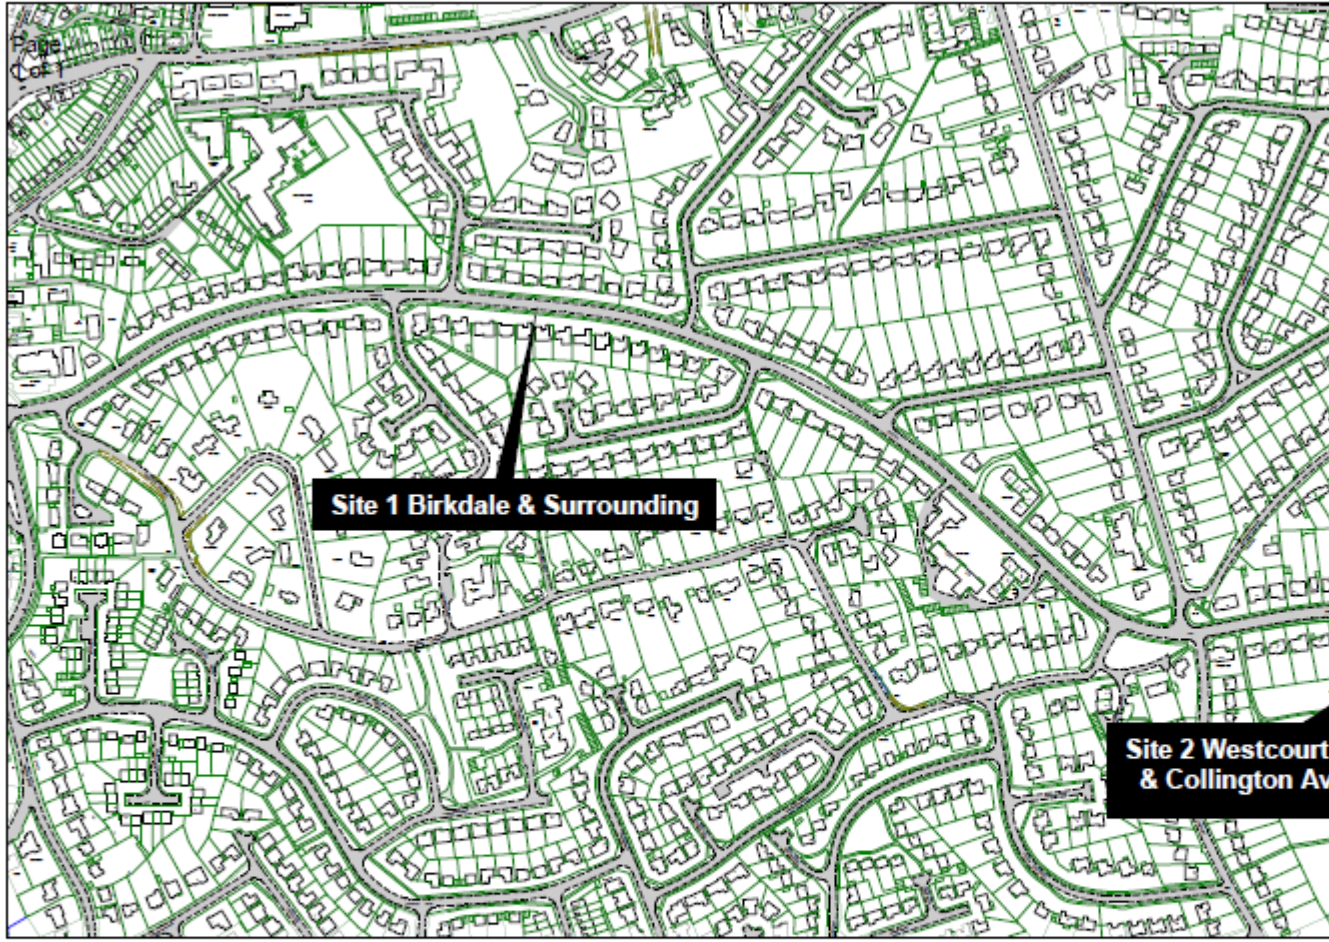 Page
1 of 1
Site 1 Birkdale & Surrounding
Site 2 Westcourt
& Collington Av